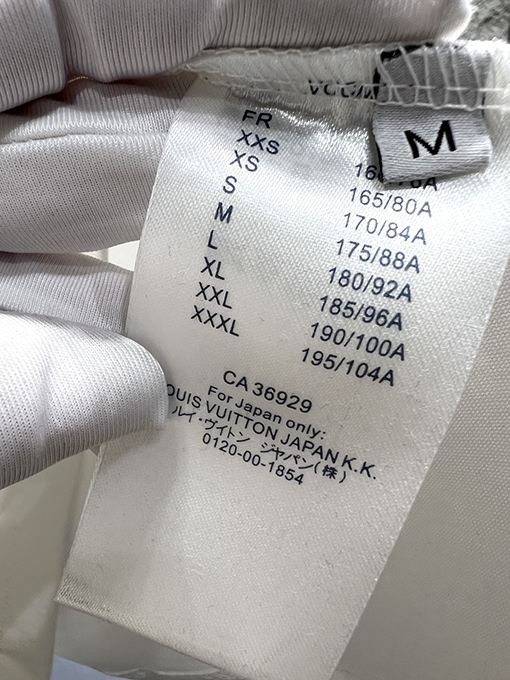 M
FR
XXS
XS 165/80A
S 170/84A
M 175/88A
L 180/92A
XL 185/96A
XXL 190/100A
XXXL 195/104A
CA 36929
For Japan only:
OUIS VUITTON JAPAN K.K.
ルイ・ヴィトン ジャパン(株)
0120-00-1854